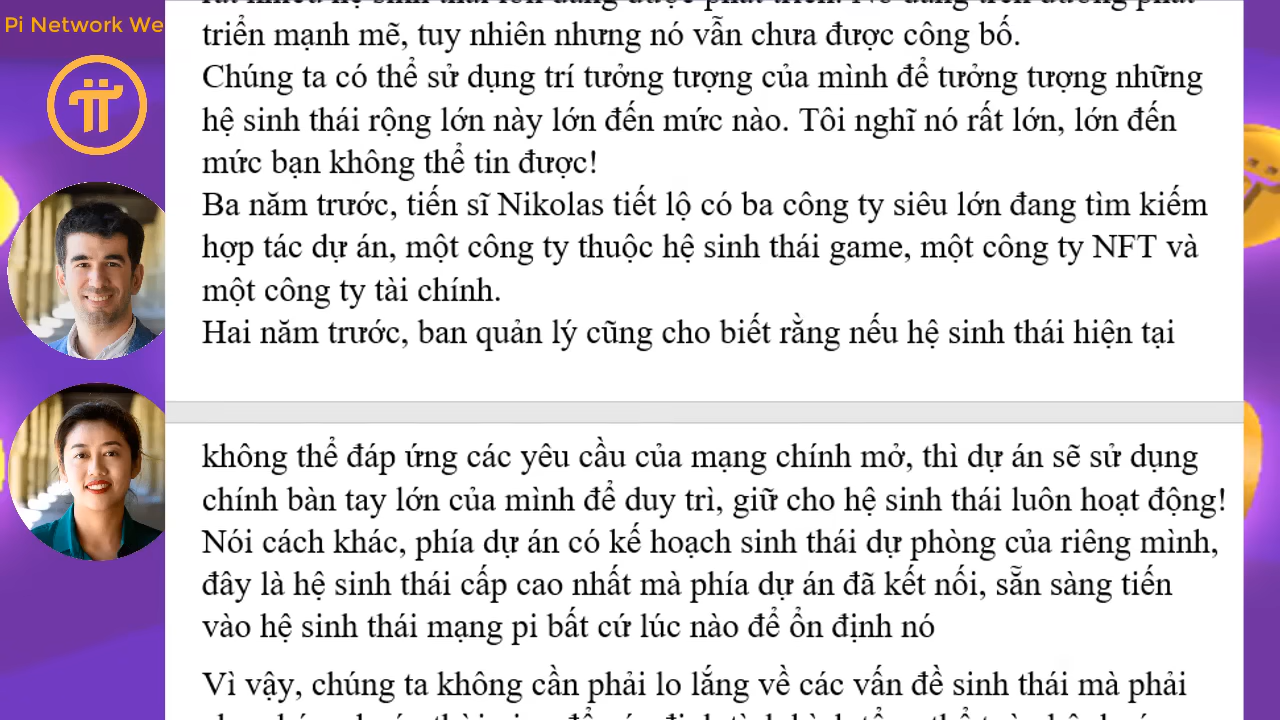 Pi Network We
triển mạnh mẽ, tuy nhiên nhưng nó vẫn chưa được công bố.
Chúng ta có thể sử dụng trí tưởng tượng của mình để tưởng tượng những
hệ sinh thái rộng lớn này lớn đến mức nào. Tôi nghĩ nó rất lớn, lớn đến
mức bạn không thể tin được!
Ba năm trước, tiến sĩ Nikolas tiết lộ có ba công ty siêu lớn đang tìm kiếm
hợp tác dự án, một công ty thuộc hệ sinh thái game, một công ty NFT và
một công ty tài chính.
Hai năm trước, ban quản lý cũng cho biết rằng nếu hệ sinh thái hiện tại
không thể đáp ứng các yêu cầu của mạng chính mở, thì dự án sẽ sử dụng
chính bàn tay lớn của mình để duy trì, giữ cho hệ sinh thái luôn hoạt động!
Nói cách khác, phía dự án có kế hoạch sinh thái dự phòng của riêng mình,
đây là hệ sinh thái cấp cao nhất mà phía dự án đã kết nối, sẵn sàng tiến
vào hệ sinh thái mạng pi bất cứ lúc nào để ổn định nó
Vì vậy, chúng ta không cần phải lo lắng về các vấn đề sinh thái mà phải